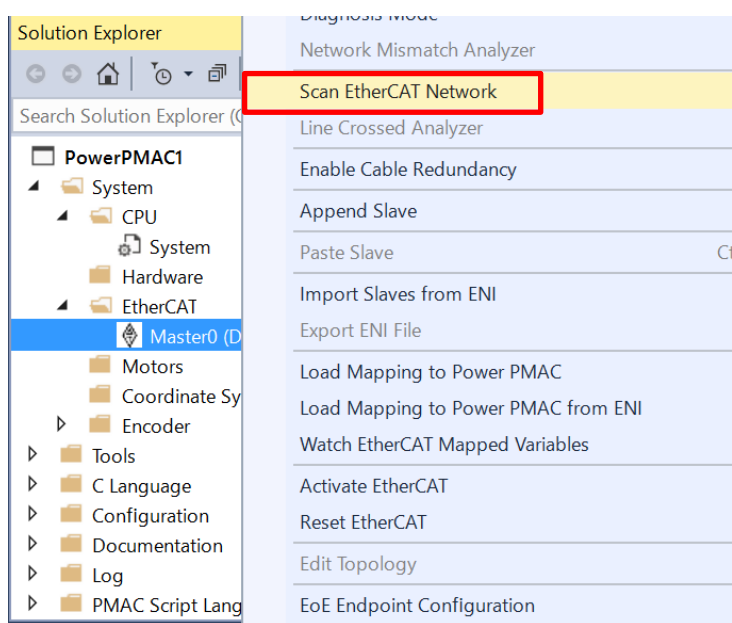 Solution Explorer
Search Solution Explorer (
PowerPMAC1
System
CPU
System
Hardware
EtherCAT
Master0 (D
Motors
Coordinate Sy
Encoder
Tools
C Language
Configuration
Documentation
Log
PMAC Script Lang
Diagnosis Mode
Network Mismatch Analyzer
Scan EtherCAT Network
Line Crossed Analyzer
Enable Cable Redundancy
Append Slave
Paste Slave Ct
Import Slaves from ENI
Export ENI File
Load Mapping to Power PMAC
Load Mapping to Power PMAC from ENI
Watch EtherCAT Mapped Variables
Activate EtherCAT
Reset EtherCAT
Edit Topology
EoE Endpoint Configuration